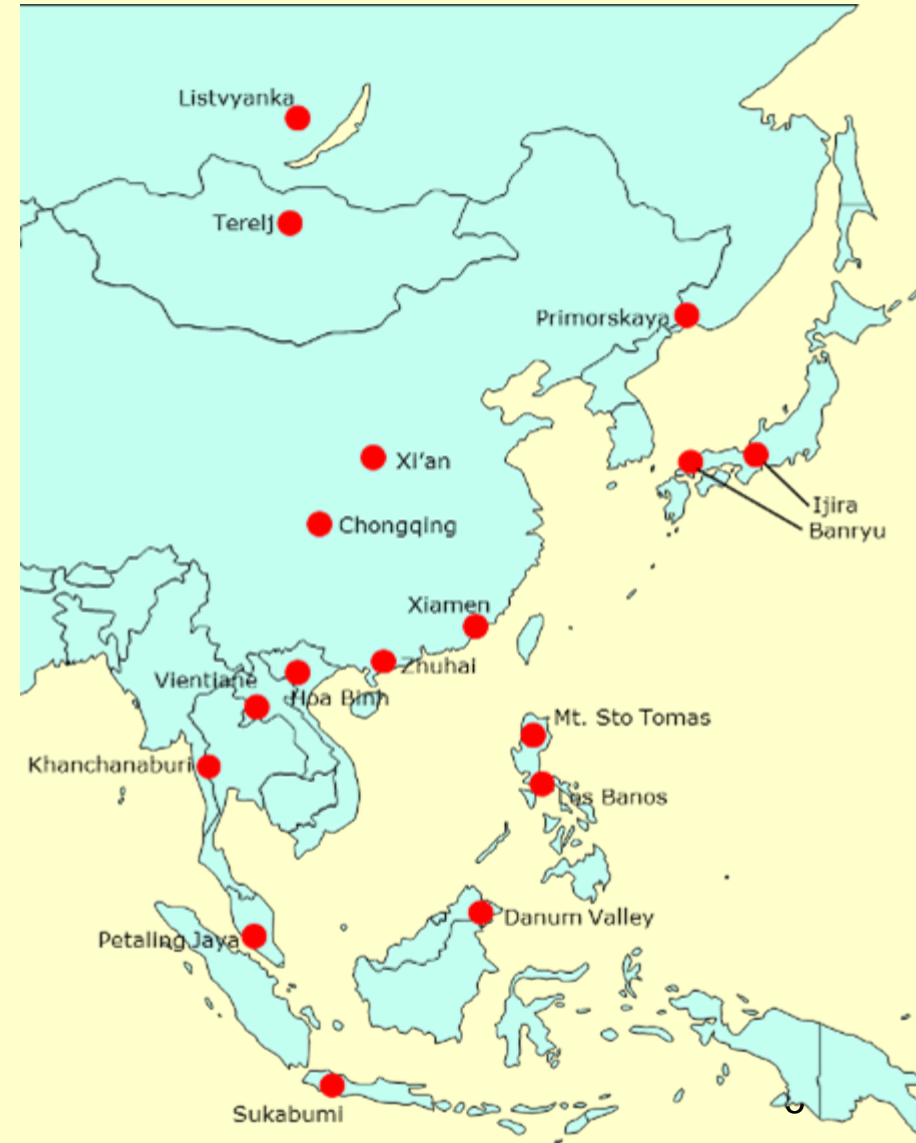 Listvyanka
Terelj
Primorskaya
Xi'an
Ijira
Chongqing
Banryu
Xiamen
Zhuhai
Vientiane
Hoa Binh
Mt. Sto Tomas
Khanchanaburi
Los Banos
Danum Valley
Petaling Jaya
Sukabumi